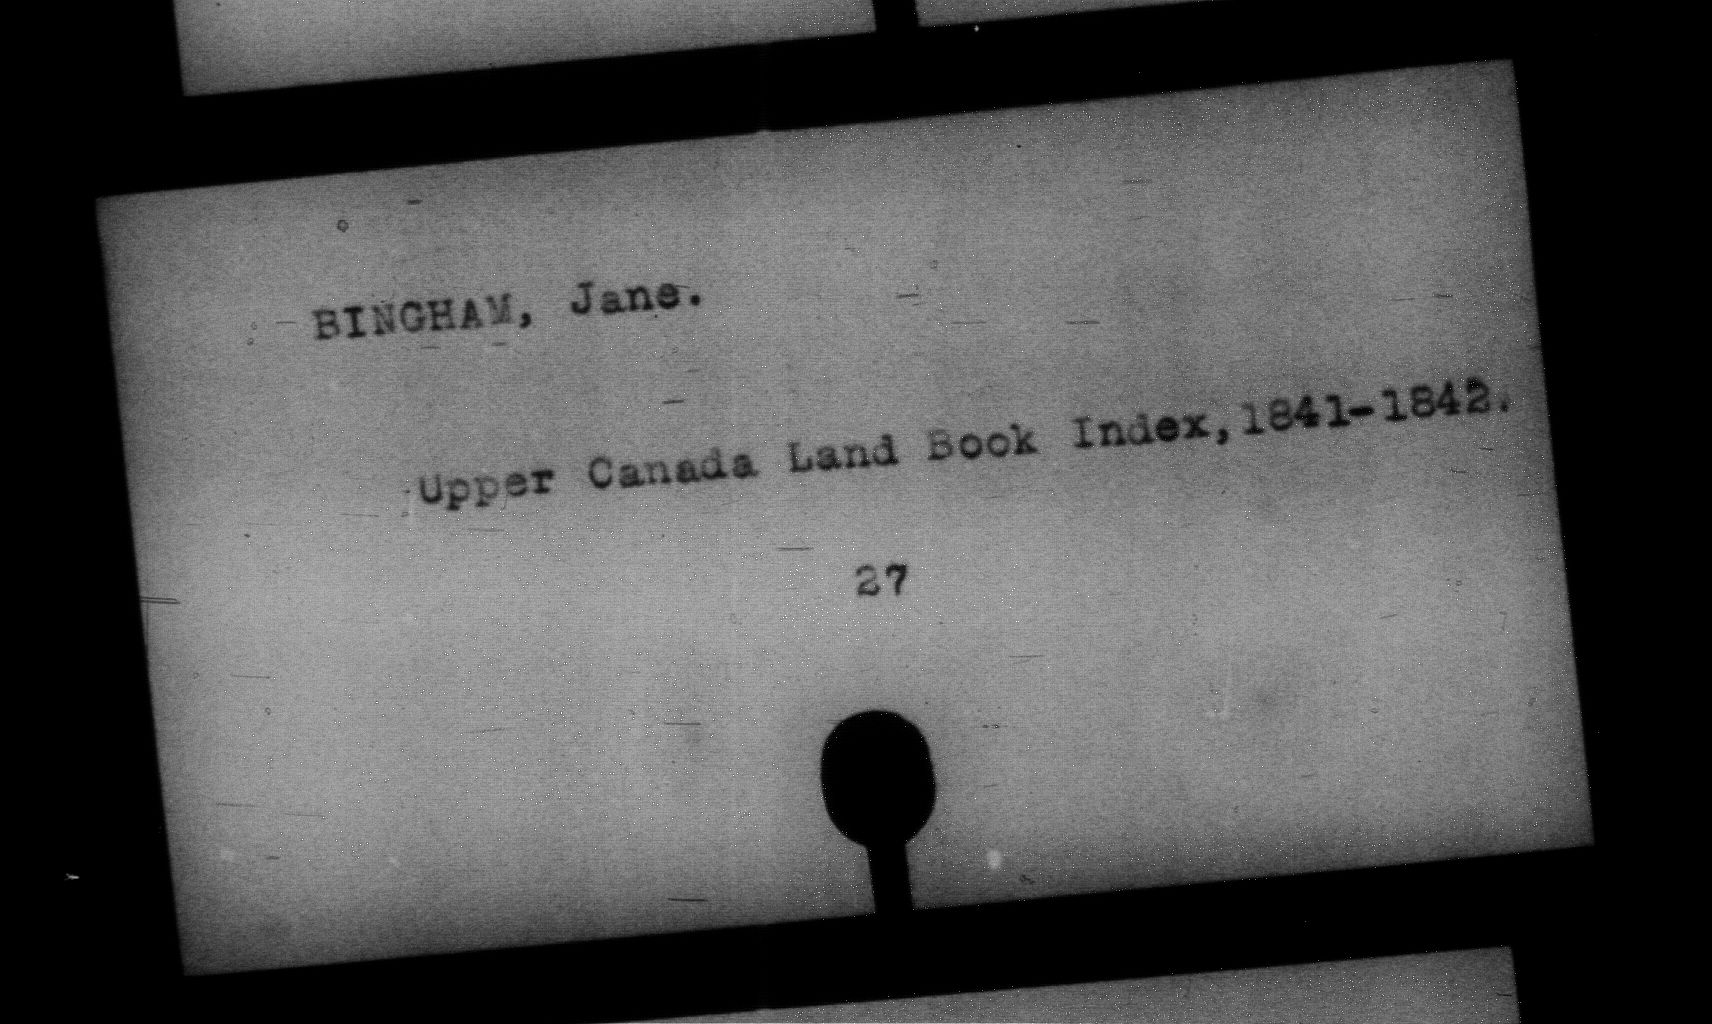 BINGHAM, Jane.
Upper Canada Land Book Index,1841-1842.
27